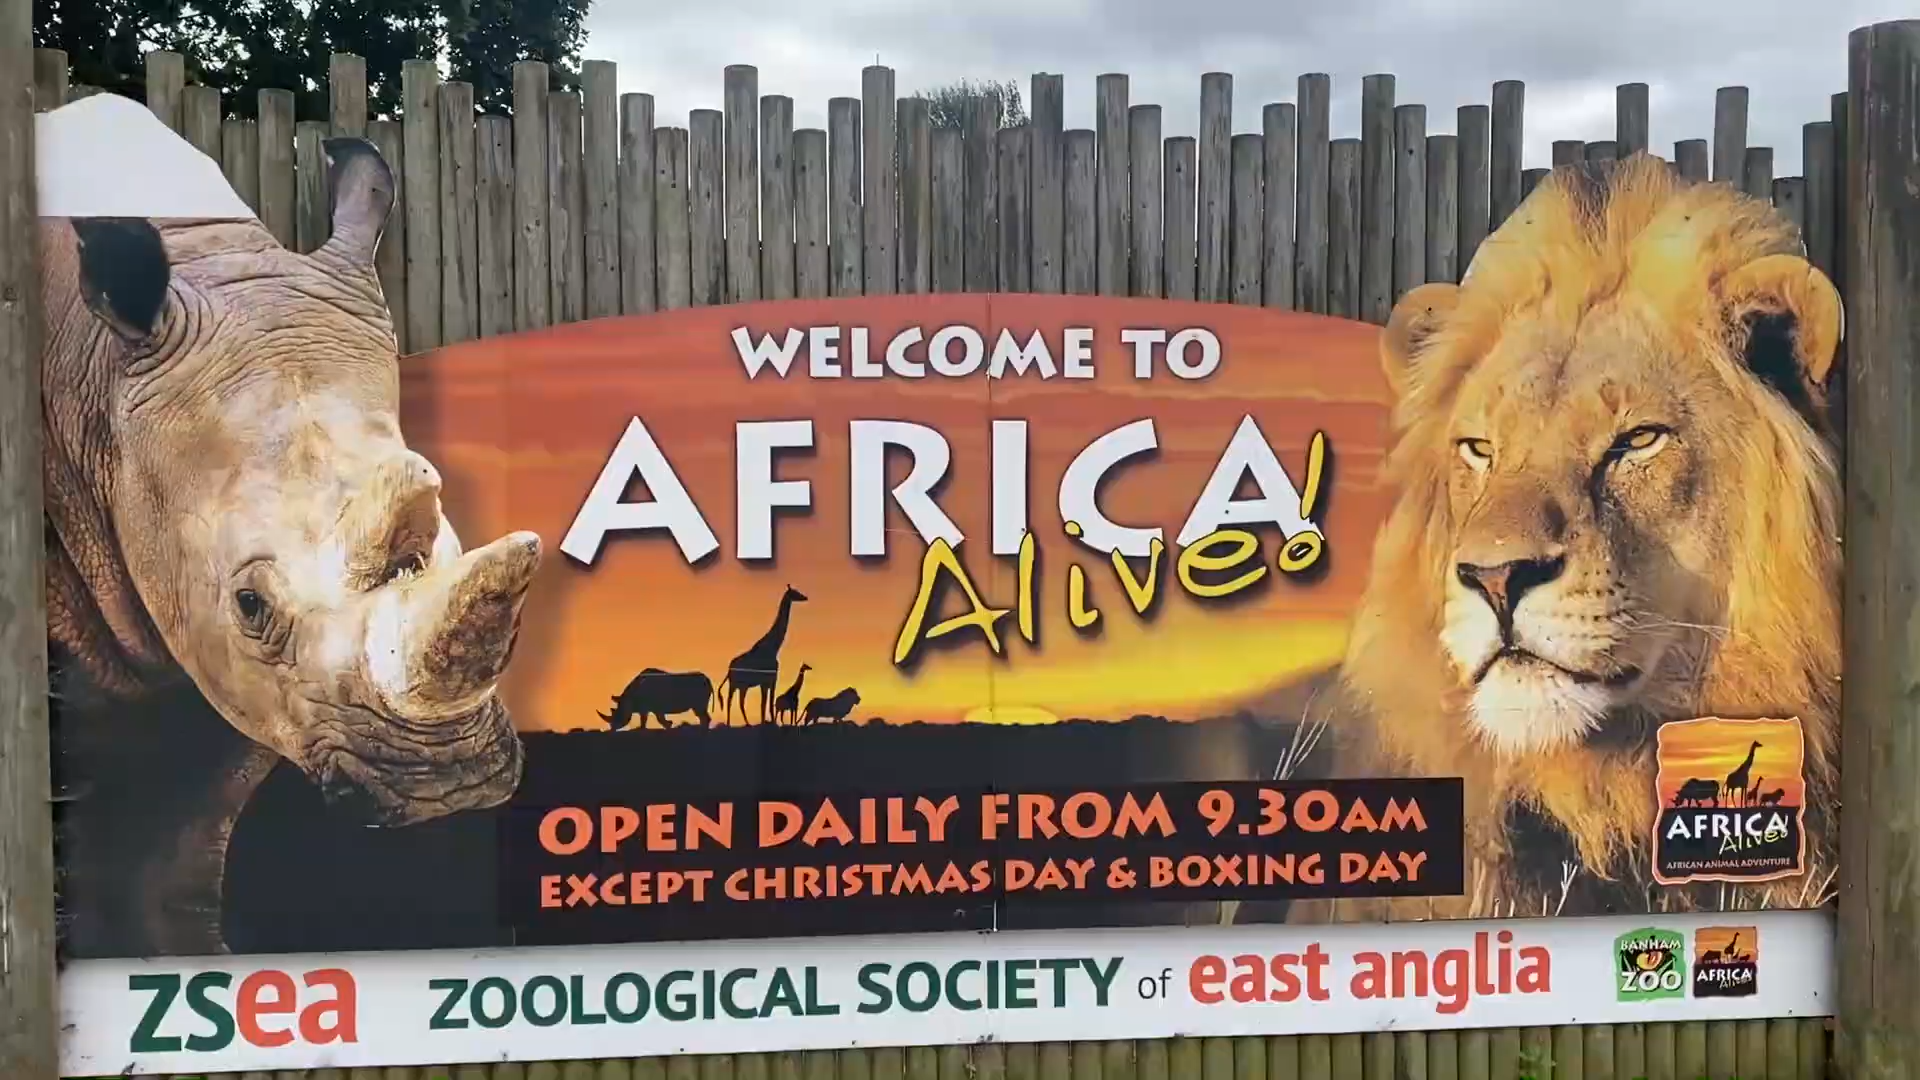 WELCOME TO
AFRICA
Alive!
OPEN DAILY FROM 9.30AM
EXCEPT CHRISTMAS DAY & BOXING DAY
AFRICA
Alive!
AFRICAN ANIMAL ADVENTURE
zsea ZOOLOGICAL SOCIETY of east anglia
BANHAM
ZOO
AFRICA
Alive!